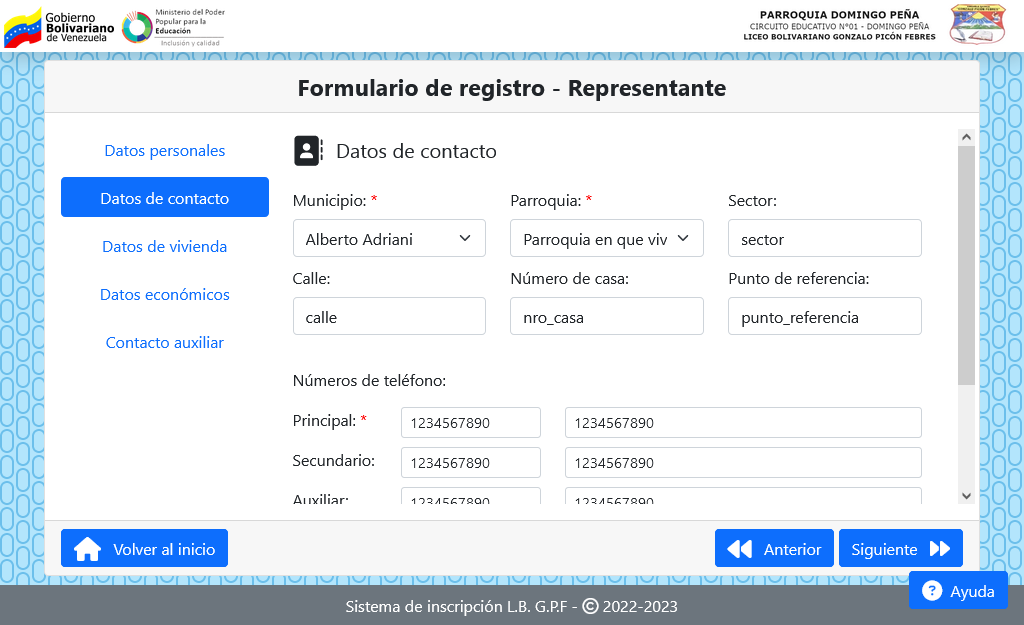 Gobierno
Bolivariano
de Venezuela
Ministerio del Poder
Popular para la
Educación
Inclusión y calidad
PARROQUIA DOMINGO PEÑA
CIRCUITO EDUCATIVO N°01 - DOMINGO PEÑA
LICEO BOLIVARIANO GONZALO PICÓN FEBRES
Formulario de registro - Representante
Datos personales
Datos de contacto
Datos de vivienda
Datos económicos
Contacto auxiliar
Datos de contacto
Municipio: * Parroquia: * Sector:
Alberto Adriani Parroquia en que viv sector
Calle: Número de casa: Punto de referencia:
calle nro_casa punto_referencia
Números de teléfono:
Principal: * 1234567890 1234567890
Secundario: 1234567890 1234567890
Auxiliar: 1234567890 1234567890
Volver al inicio Anterior Siguiente
? Ayuda
Sistema de inscripción L.B. G.P.F - © 2022-2023